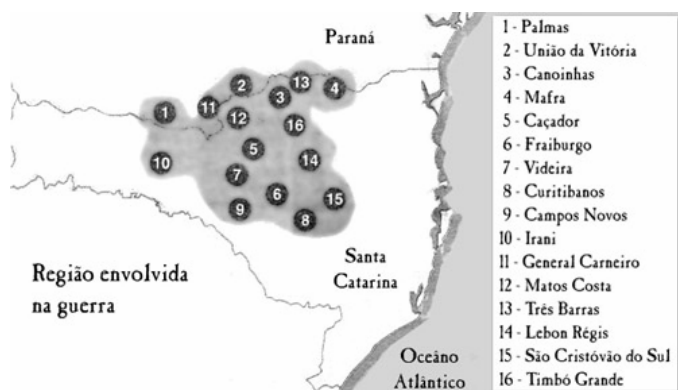 Paraná
2
13
4
3
1
11
12
16
5
10
14
7
6
15
9
8
Santa
Catarina
Região envolvida
na guerra
Oceâno
Atlântico
1 - Palmas
2 - União da Vitória
3 - Canoinhas
4 - Mafra
5 - Caçador
6 - Fraiburgo
7 - Videira
8 - Curitibanos
9 - Campos Novos
10 - Irani
11 - General Carneiro
12 - Matos Costa
13 - Três Barras
14 - Lebon Régis
15 - São Cristóvão do Sul
16 - Timbó Grande